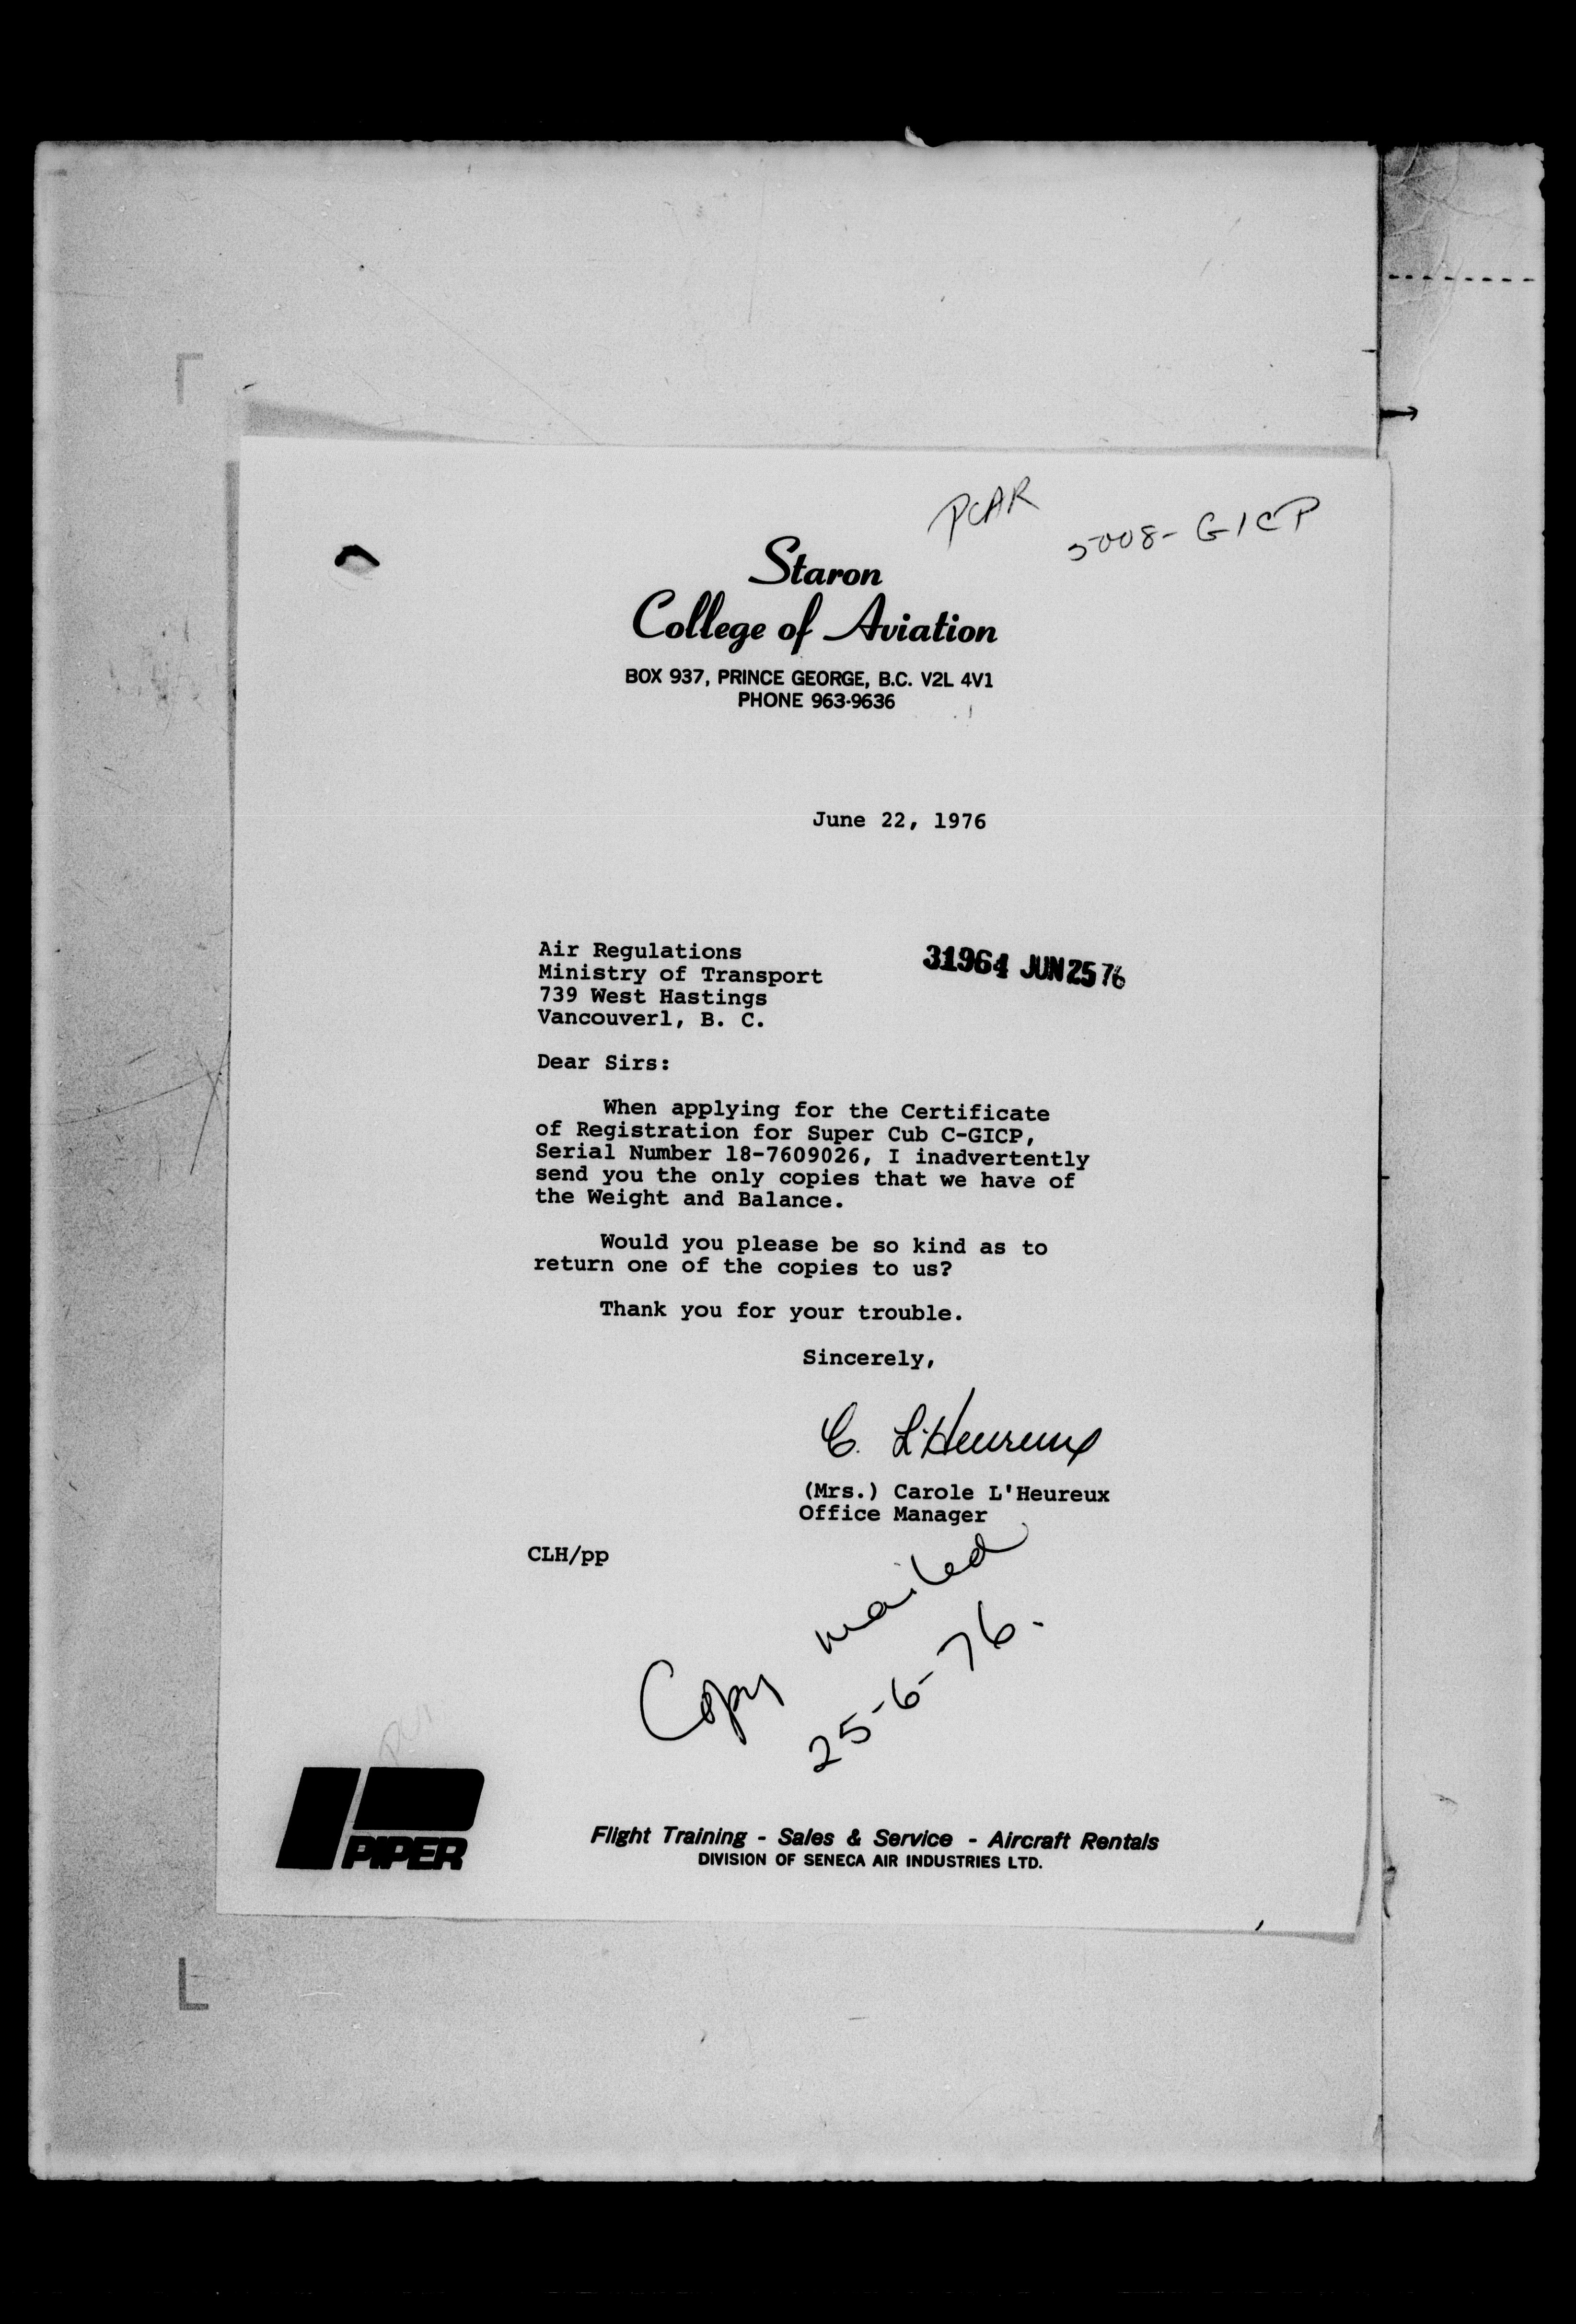 PCAR
5008-GICP
Staron
College of Aviation
BOX 937, PRINCE GEORGE, B.C. V2L 4V1
PHONE 963-9636
June 22, 1976
Air Regulations
Ministry of Transport
739 West Hastings
Vancouver1, B. C.
31964 JUN 25 76
Dear Sirs:
When applying for the Certificate
of Registration for Super Cub C-GICP,
Serial Number 18-7609026, I inadvertently
send you the only copies that we have of
the Weight and Balance.
Would you please be so kind as to
return one of the copies to us?
Thank you for your trouble.
Sincerely,
C. L'Heureux
(Mrs.) Carole L'Heureux
Office Manager
CLH/pp
Copy mailed
25-6-76.
PIPER
Flight Training - Sales & Service - Aircraft Rentals
DIVISION OF SENECA AIR INDUSTRIES LTD.